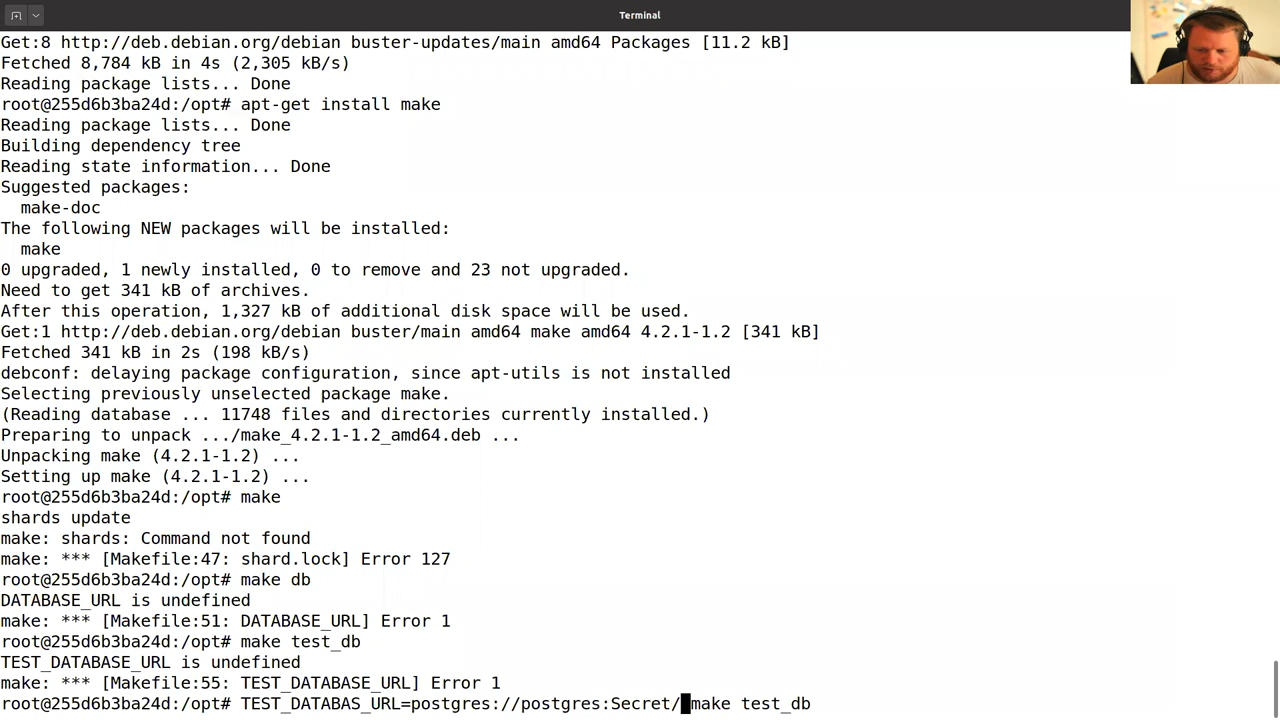 Terminal
Get:8 http://deb.debian.org/debian buster-updates/main amd64 Packages [11.2 kB]
Fetched 8,784 kB in 4s (2,305 kB/s)
Reading package lists... Done
root@255d6b3ba24d:/opt# apt-get install make
Reading package lists... Done
Building dependency tree
Reading state information... Done
Suggested packages:
  make-doc
The following NEW packages will be installed:
  make
0 upgraded, 1 newly installed, 0 to remove and 23 not upgraded.
Need to get 341 kB of archives.
After this operation, 1,327 kB of additional disk space will be used.
Get:1 http://deb.debian.org/debian buster/main amd64 make amd64 4.2.1-1.2 [341 kB]
Fetched 341 kB in 2s (198 kB/s)
debconf: delaying package configuration, since apt-utils is not installed
Selecting previously unselected package make.
(Reading database ... 11748 files and directories currently installed.)
Preparing to unpack .../make_4.2.1-1.2_amd64.deb ...
Unpacking make (4.2.1-1.2) ...
Setting up make (4.2.1-1.2) ...
root@255d6b3ba24d:/opt# make
shards update
make: shards: Command not found
make: *** [Makefile:47: shard.lock] Error 127
root@255d6b3ba24d:/opt# make db
DATABASE_URL is undefined
make: *** [Makefile:51: DATABASE_URL] Error 1
root@255d6b3ba24d:/opt# make test_db
TEST_DATABASE_URL is undefined
make: *** [Makefile:55: TEST_DATABASE_URL] Error 1
root@255d6b3ba24d:/opt# TEST_DATABAS_URL=postgres://postgres:Secret/ make test_db